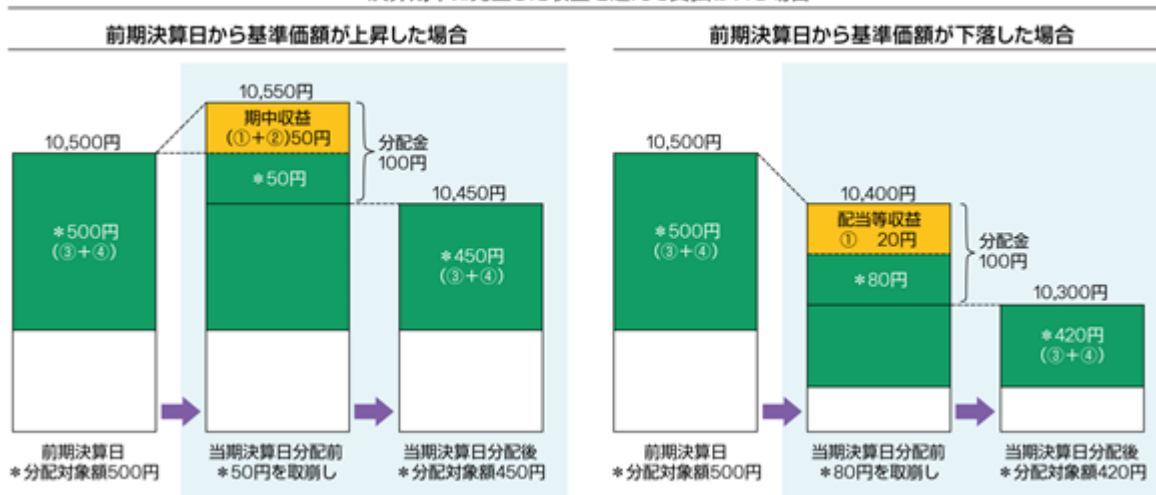 前期決算日から基準価額が上昇した場合
10,500円
＊500円
(③+④)
10,550円
期中収益
(①+②)50円
＊50円
分配金
100円
10,450円
＊450円
(③+④)
前期決算日
＊分配対象額500円
当期決算日分配前
＊50円を取崩し
当期決算日分配後
＊分配対象額450円
前期決算日から基準価額が下落した場合
10,500円
＊500円
(③+④)
10,400円
配当等収益
① 20円
＊80円
分配金
100円
10,300円
＊420円
(③+④)
前期決算日
＊分配対象額500円
当期決算日分配前
＊80円を取崩し
当期決算日分配後
＊分配対象額420円